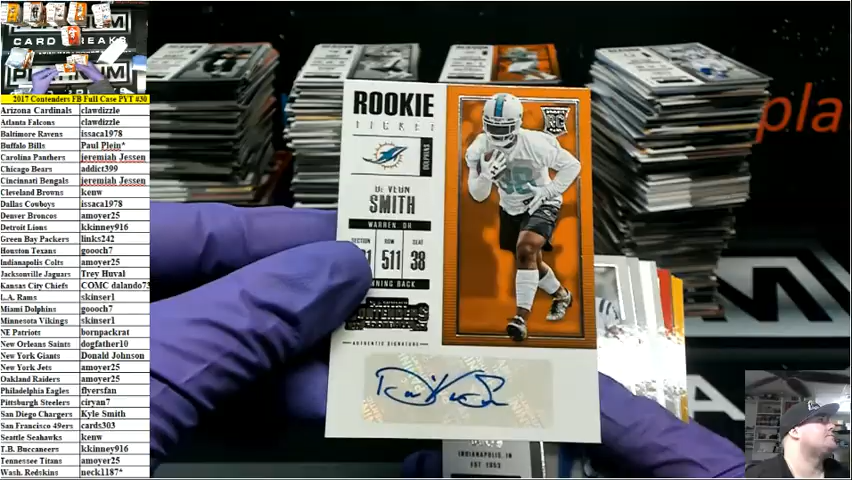 PLATINUM
CARD BREAKS
2017 Contenders FB Full Case PYT #30
Arizona Cardinals clawdizzle
Atlanta Falcons clawdizzle
Baltimore Ravens issaca1978
Buffalo Bills Paul Plein*
Carolina Panthers jeremiah Jessen
Chicago Bears addict399
Cincinnati Bengals jeremiah Jessen
Cleveland Browns kenw
Dallas Cowboys issaca1978
Denver Broncos amoyer25
Detroit Lions kkinney916
Green Bay Packers links242
Houston Texans goooch7
Indianapolis Colts amoyer25
Jacksonville Jaguars Trey Huval
Kansas City Chiefs COMC dalando73
L.A. Rams skinser1
Miami Dolphins goooch7
Minnesota Vikings skinser1
NE Patriots bornpackrat
New Orleans Saints dogfather10
New York Giants Donald Johnson
New York Jets amoyer25
Oakland Raiders amoyer25
Philadelphia Eagles flyersfan
Pittsburgh Steelers ciryan7
San Diego Chargers Kyle Smith
San Francisco 49ers cards303
Seattle Seahawks kenw
T.B. Buccaneers kkinney916
Tennessee Titans amoyer25
Wash. Redskins neck1187*
ROOKIE
TICKET
DOLPHINS
DE'VEON
SMITH
WARREN, OH
SECTION ROW SEAT
511 38
RUNNING BACK
CONTENDERS
AUTHENTIC SIGNATURE
RC
pla
INDIANAPOLIS, IN
EST. 1953